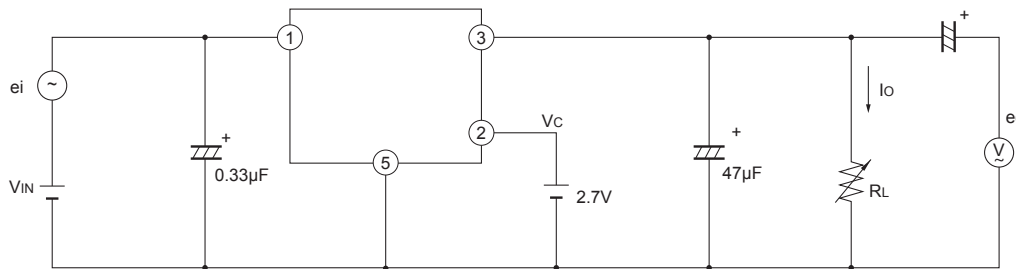 +
1
3
ei
~
IO
+
2
VC
+
e
V
~
0.33µF
5
47µF
VIN
2.7V
RL